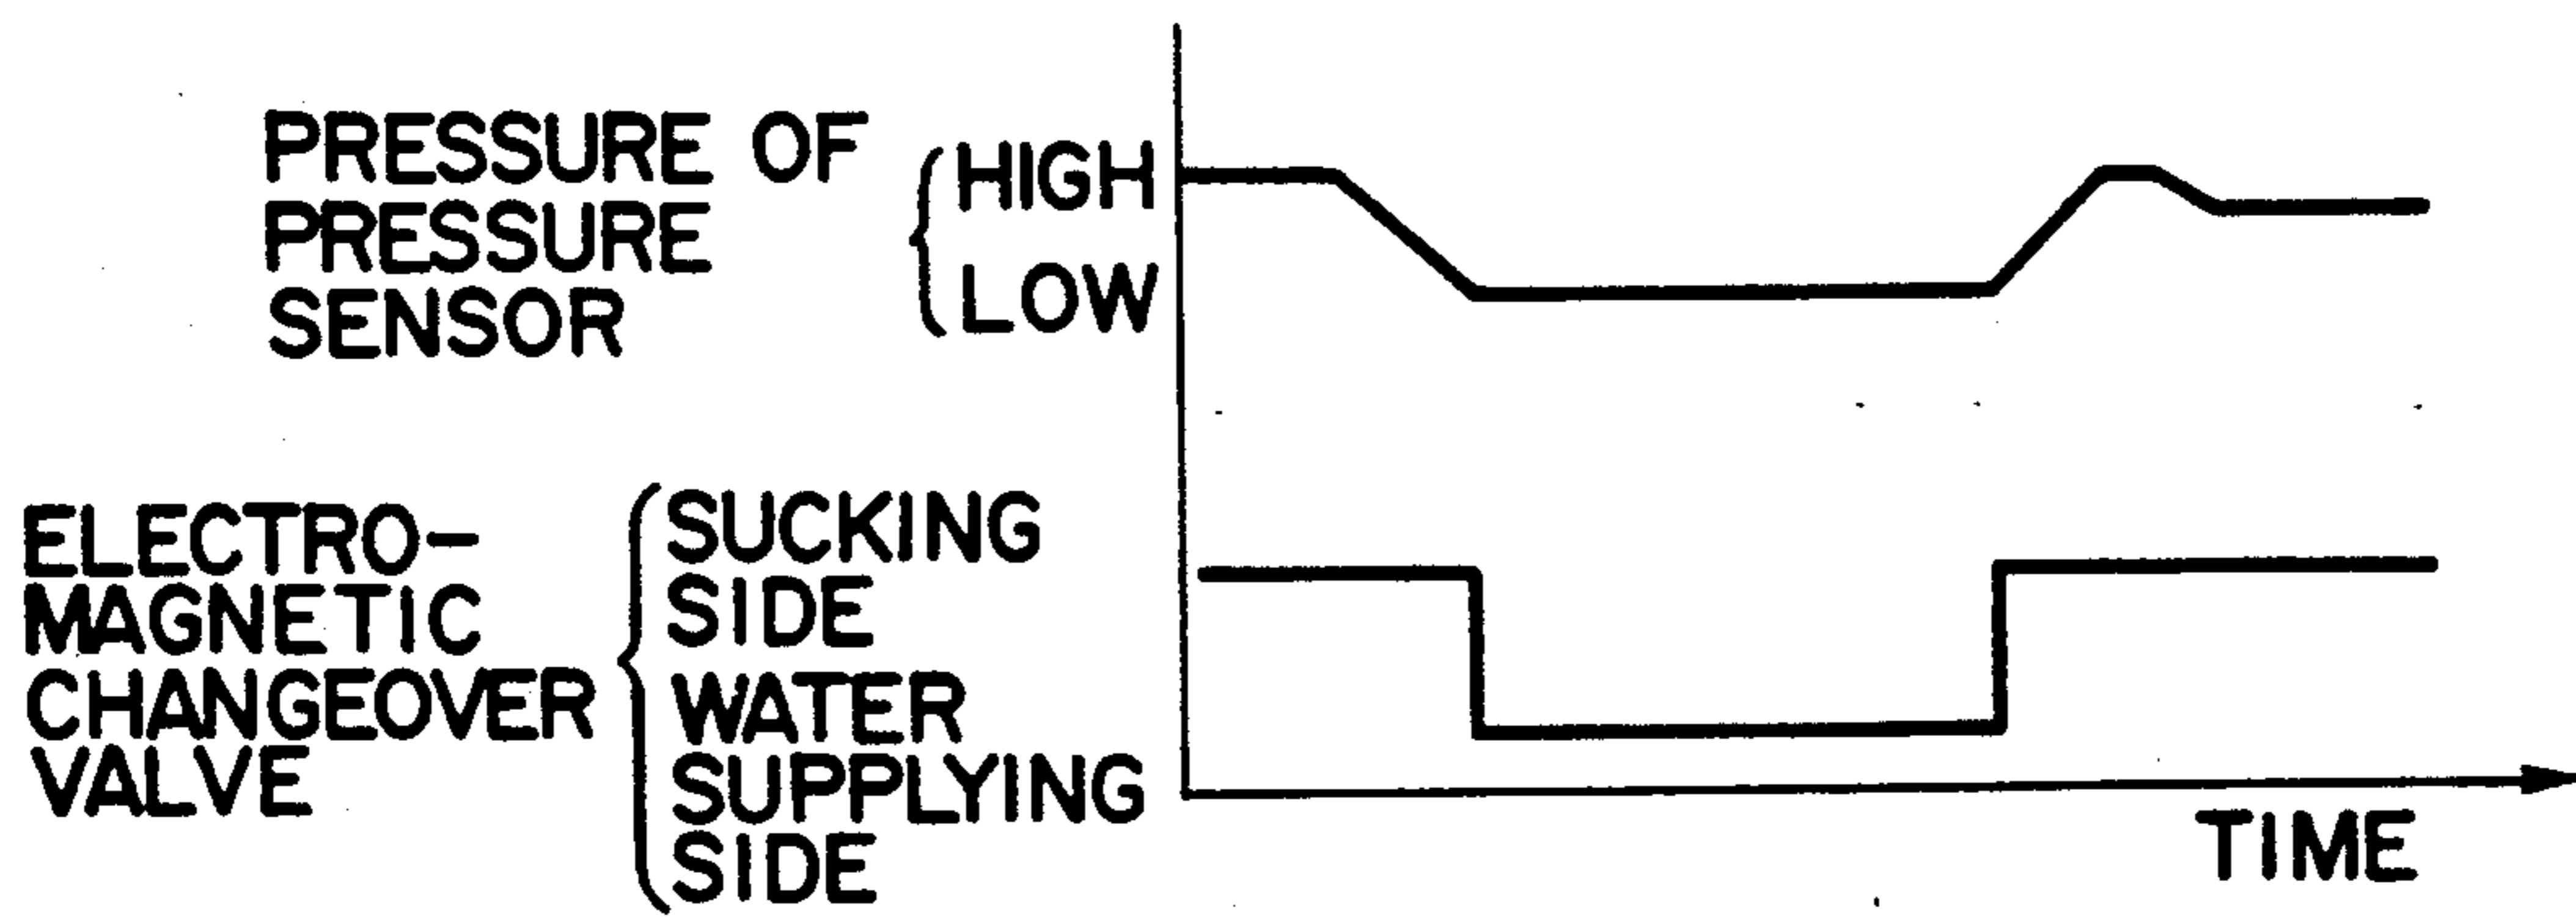 PRESSURE OF
PRESSURE
SENSOR
HIGH
LOW
ELECTRO-
MAGNETIC
CHANGEOVER
VALVE
SUCKING
SIDE
WATER
SUPPLYING
SIDE
TIME